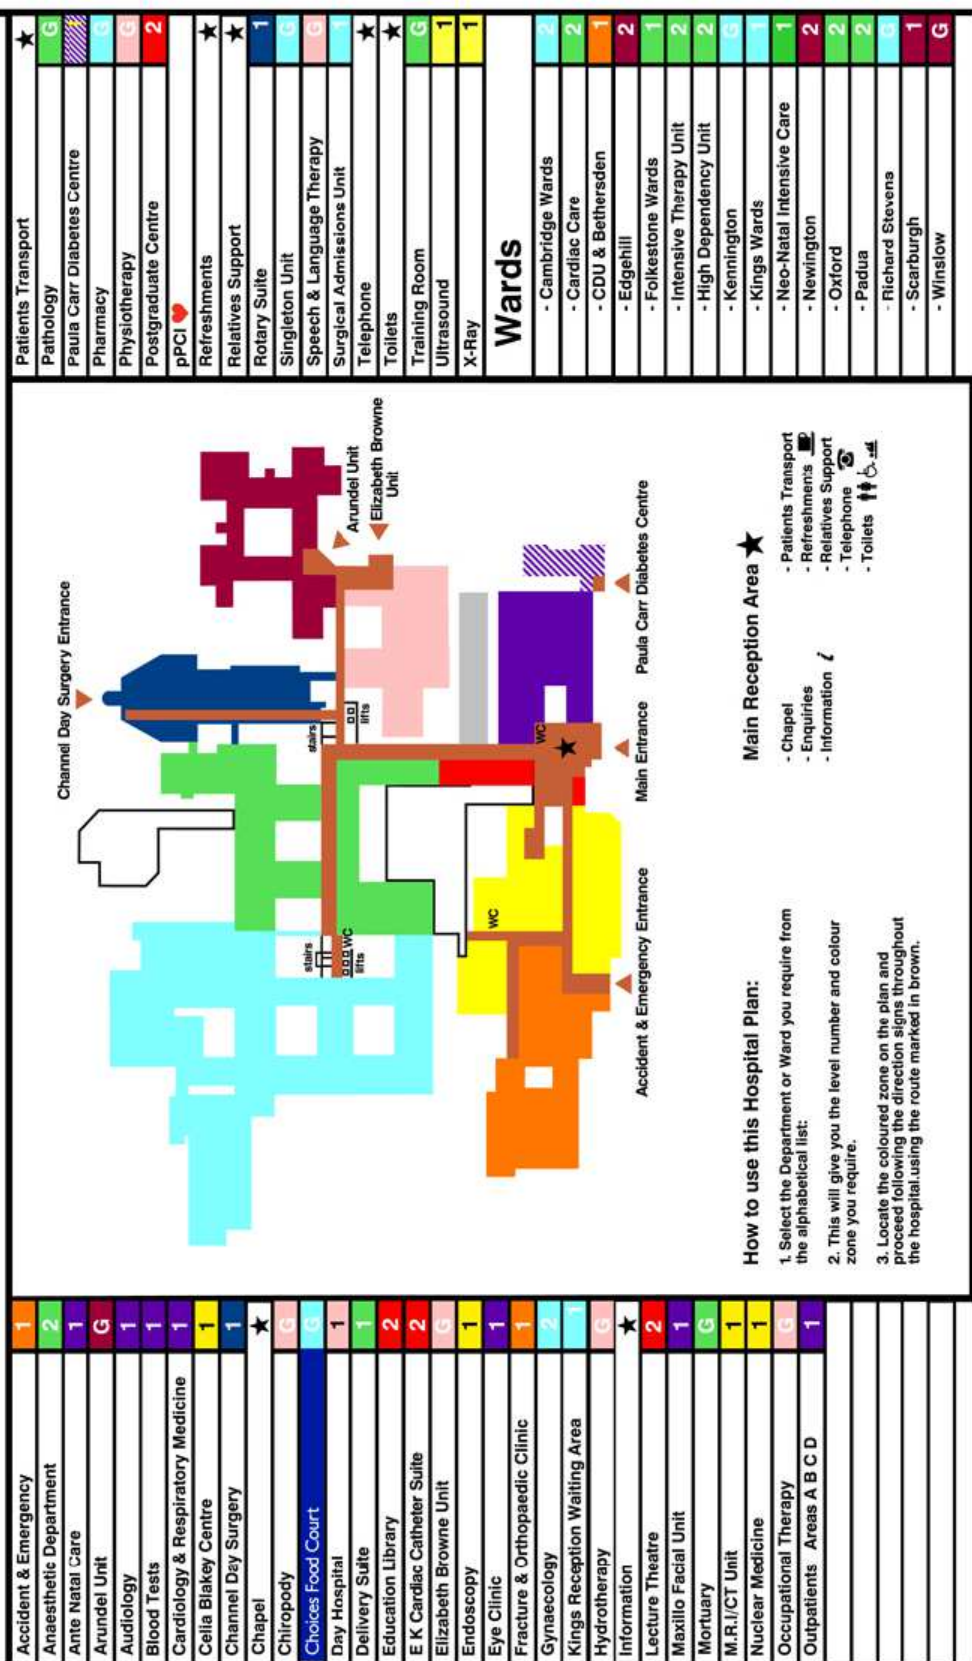 Accident & Emergency 1
Anaesthetic Department 2
Ante Natal Care 1
Arundel Unit G
Audiology 1
Blood Tests 1
Cardiology & Respiratory Medicine 1
Celia Blakey Centre 1
Channel Day Surgery 1
Chapel ★
Chiropody G
Choices Food Court G
Day Hospital 1
Delivery Suite 1
Education Library 2
E K Cardiac Catheter Suite 2
Elizabeth Browne Unit G
Endoscopy 1
Eye Clinic 1
Fracture & Orthopaedic Clinic 1
Gynaecology 2
Kings Reception Waiting Area 1
Hydrotherapy G
Information ★
Lecture Theatre 2
Maxillo Facial Unit 1
Mortuary G
M.R.I/CT Unit 1
Nuclear Medicine 1
Occupational Therapy G
Outpatients Areas A B C D 1
Channel Day Surgery Entrance
Arundel Unit
Elizabeth Browne
Unit
stairs
lifts
stairs
WC
lifts
WC
WC
Accident & Emergency Entrance
Main Entrance
Paula Carr Diabetes Centre
How to use this Hospital Plan:
1. Select the Department or Ward you require from
the alphabetical list:
2. This will give you the level number and colour
zone you require.
3. Locate the coloured zone on the plan and
proceed following the direction signs throughout
the hospital.using the route marked in brown.
Main Reception Area ★
- Chapel
- Enquiries
- Information i
- Patients Transport
- Refreshments
- Relatives Support
- Telephone
- Toilets
Patients Transport ★
Pathology G
Paula Carr Diabetes Centre 1
Pharmacy G
Physiotherapy G
Postgraduate Centre 2
pPCI ♥
Refreshments ★
Relatives Support ★
Rotary Suite 1
Singleton Unit G
Speech & Language Therapy G
Surgical Admissions Unit 1
Telephone ★
Toilets ★
Training Room G
Ultrasound 1
X-Ray 1
Wards
- Cambridge Wards 2
- Cardiac Care 2
- CDU & Bethersden 1
- Edgehill 2
- Folkestone Wards 1
- Intensive Therapy Unit 2
- High Dependency Unit 2
- Kennington G
- Kings Wards 1
- Neo-Natal Intensive Care 1
- Newington 2
- Oxford 2
- Padua 2
- Richard Stevens G
- Scarburgh 1
- Winslow G